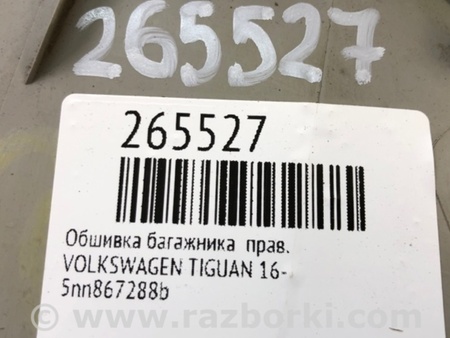 265527
265527
Обшивка багажника прав.
VOLKSWAGEN TIGUAN 16-
5nn867288b
www.razborki.com